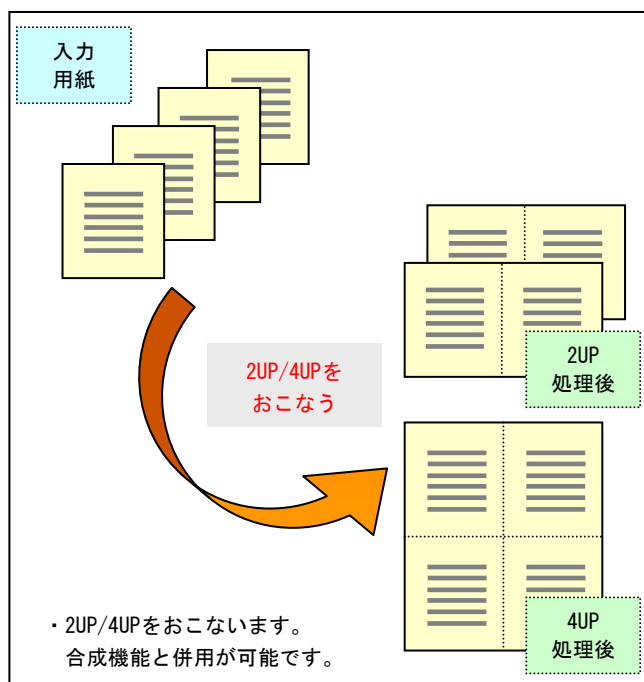 入力
用紙
2UP/4UPを
おこなう
2UP
処理後
4UP
処理後
・2UP/4UPをおこないます。
合成機能と併用が可能です。